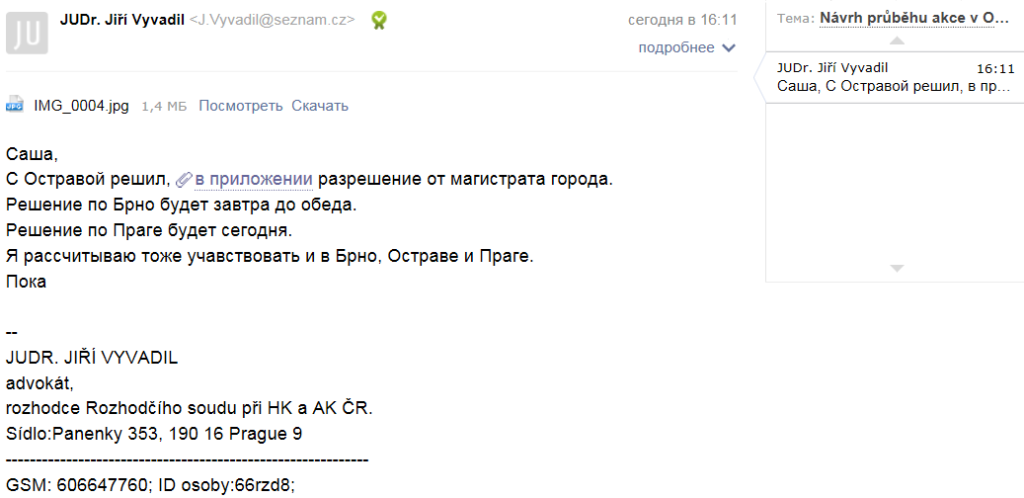 JU
JUDr. Jiří Vyvadil <J.Vyvadil@seznam.cz>
сегодня в 16:11
подробнее
IMG_0004.jpg 1,4 МБ Посмотреть Скачать
Саша,
С Остравой решил, в приложении разрешение от магистрата города.
Решение по Брно будет завтра до обеда.
Решение по Праге будет сегодня.
Я рассчитываю тоже учавствовать и в Брно, Остраве и Праге.
Пока
--
JUDR. JIŘÍ VYVADIL
advokát,
rozhodce Rozhodčího soudu při HK a AK ČR.
Sídlo:Panenky 353, 190 16 Prague 9
-------------------------------------------------------------
GSM: 606647760; ID osoby:66rzd8;
Тема: Návrh průběhu akce v O...
JUDr. Jiří Vyvadil 16:11
Саша, С Остравой решил, в пр...